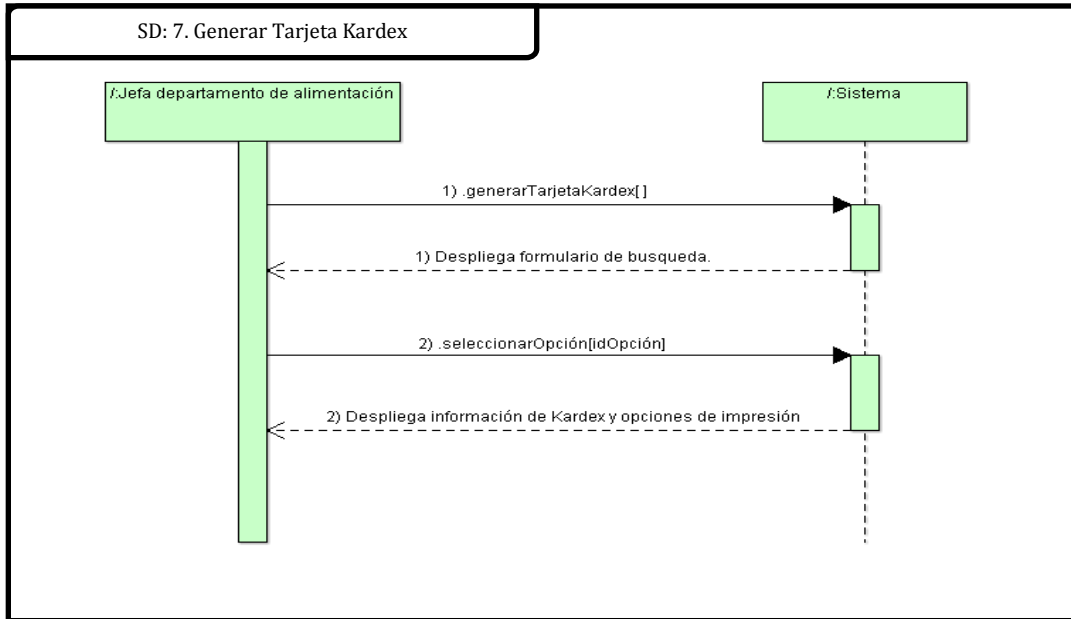 SD: 7. Generar Tarjeta Kardex
/:Jefa departamento de alimentación
/:Sistema
1) .generarTarjetaKardex[ ]
1) Despliega formulario de busqueda.
2) .seleccionarOpción[idOpción]
2) Despliega información de Kardex y opciones de impresión